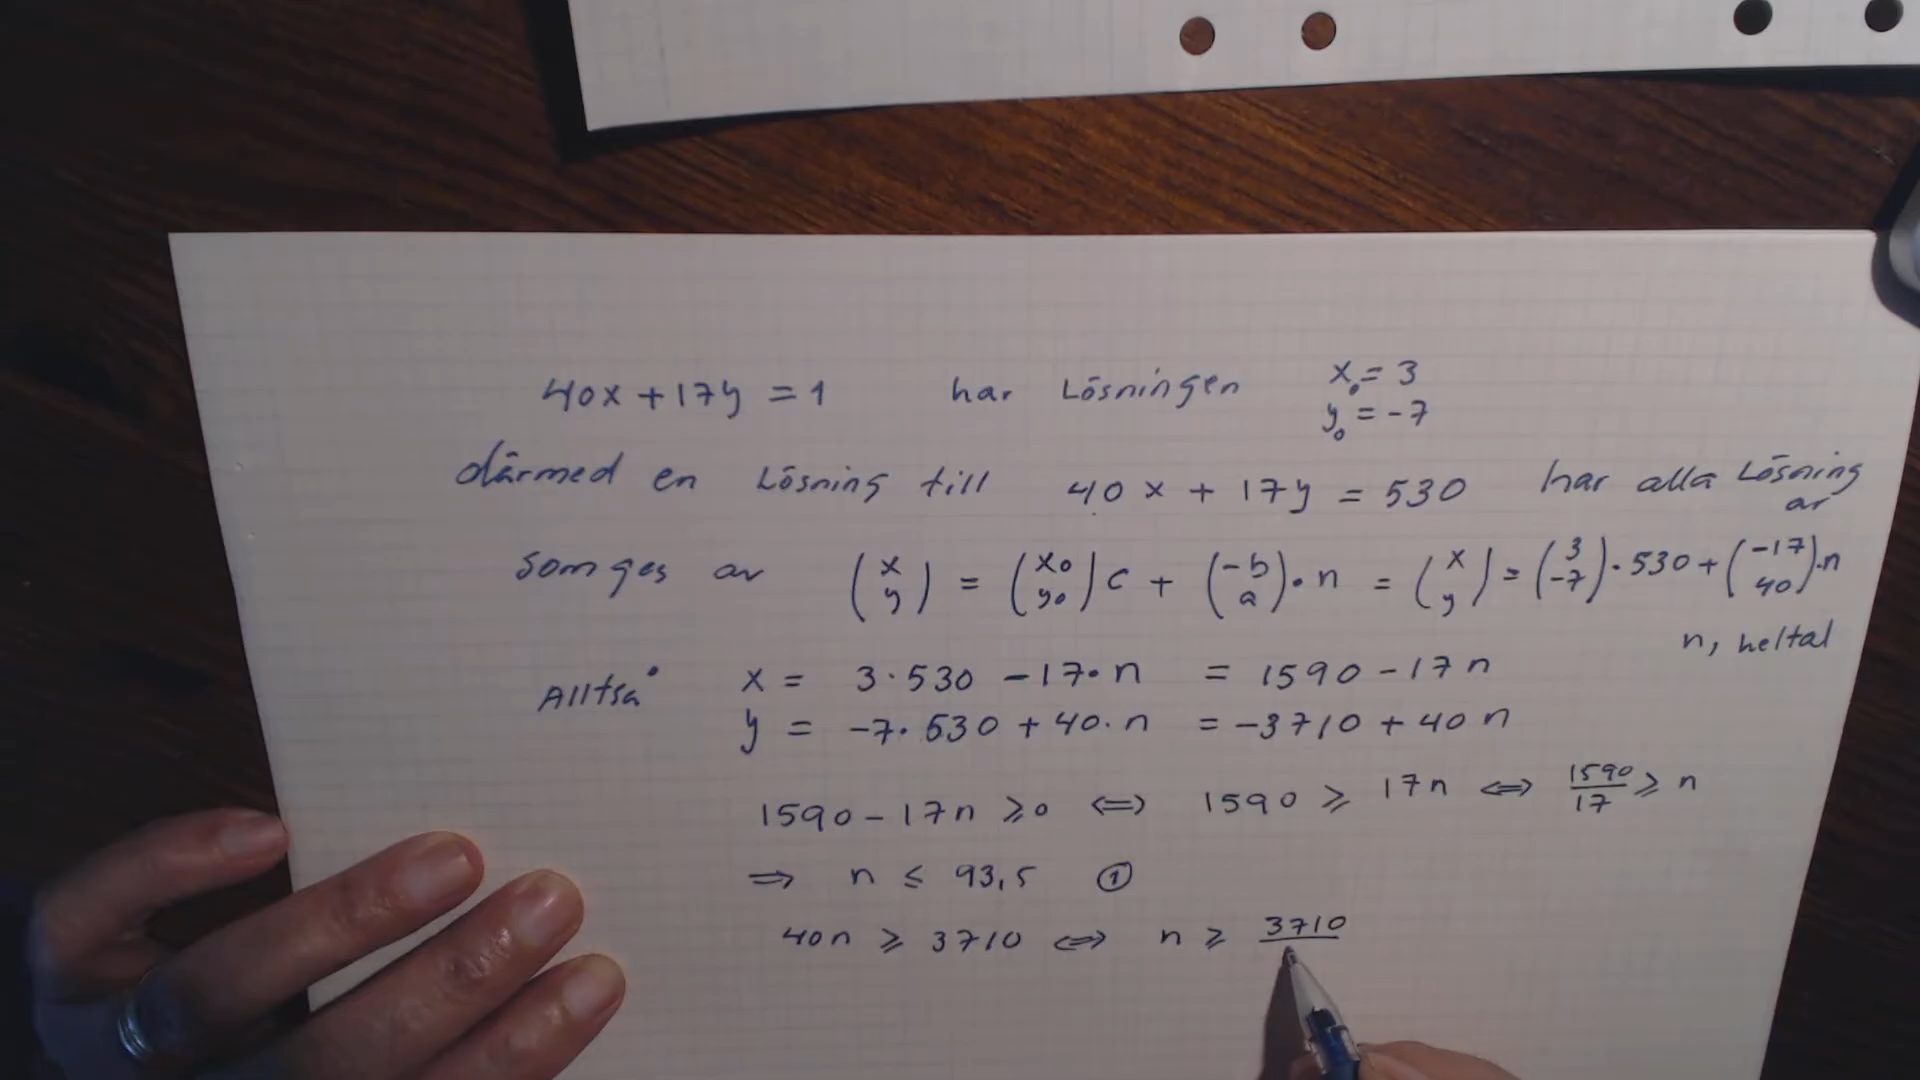 40x + 17y = 1 har Lösningen x₀ = 3
y₀ = -7
därmed en Lösning till 40x + 17y = 530 har alla Lösning
ar
som ges av (x y) = (x₀ y₀) c + (-b a) · n = (x y) = (3 -7) · 530 + (-17 40) · n
n, heltal
Alltså x = 3·530 - 17·n = 1590 - 17n
y = -7·530 + 40·n = -3710 + 40n
1590 - 17n ⩾ 0 ⟺ 1590 ⩾ 17n ⟺ 1590/17 ⩾ n
⟹ n ≤ 93,5 ①
40n ⩾ 3710 ⟺ n ⩾ 3710